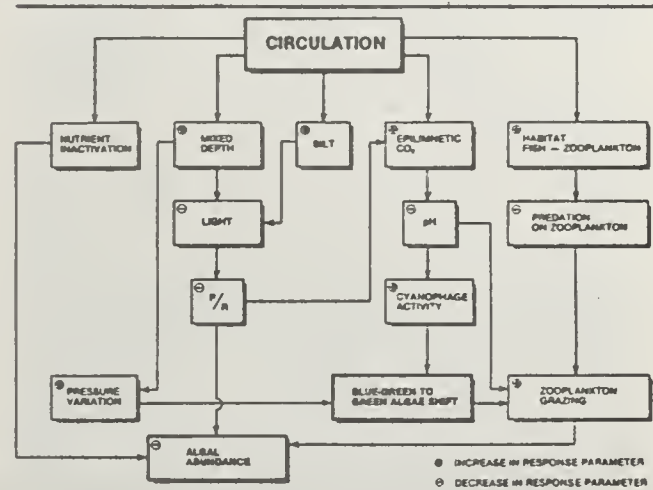 CIRCULATION
NUTRIENT
INACTIVATION
⊕ MIXED
DEPTH
⊕ SILT
⊕ EPILIMNETIC
CO₂
⊕ HABITAT
FISH – ZOOPLANKTON
⊖ LIGHT
⊖ pH
⊖ PREDATION
ON ZOOPLANKTON
⊖ P/R
⊕ CYANOPHAGE
ACTIVITY
⊕ PRESSURE
VARIATION
BLUE-GREEN TO
GREEN ALGAE SHIFT
⊕ ZOOPLANKTON
GRAZING
⊖ ALGAL
ABUNDANCE
⊕ INCREASE IN RESPONSE PARAMETER
⊖ DECREASE IN RESPONSE PARAMETER